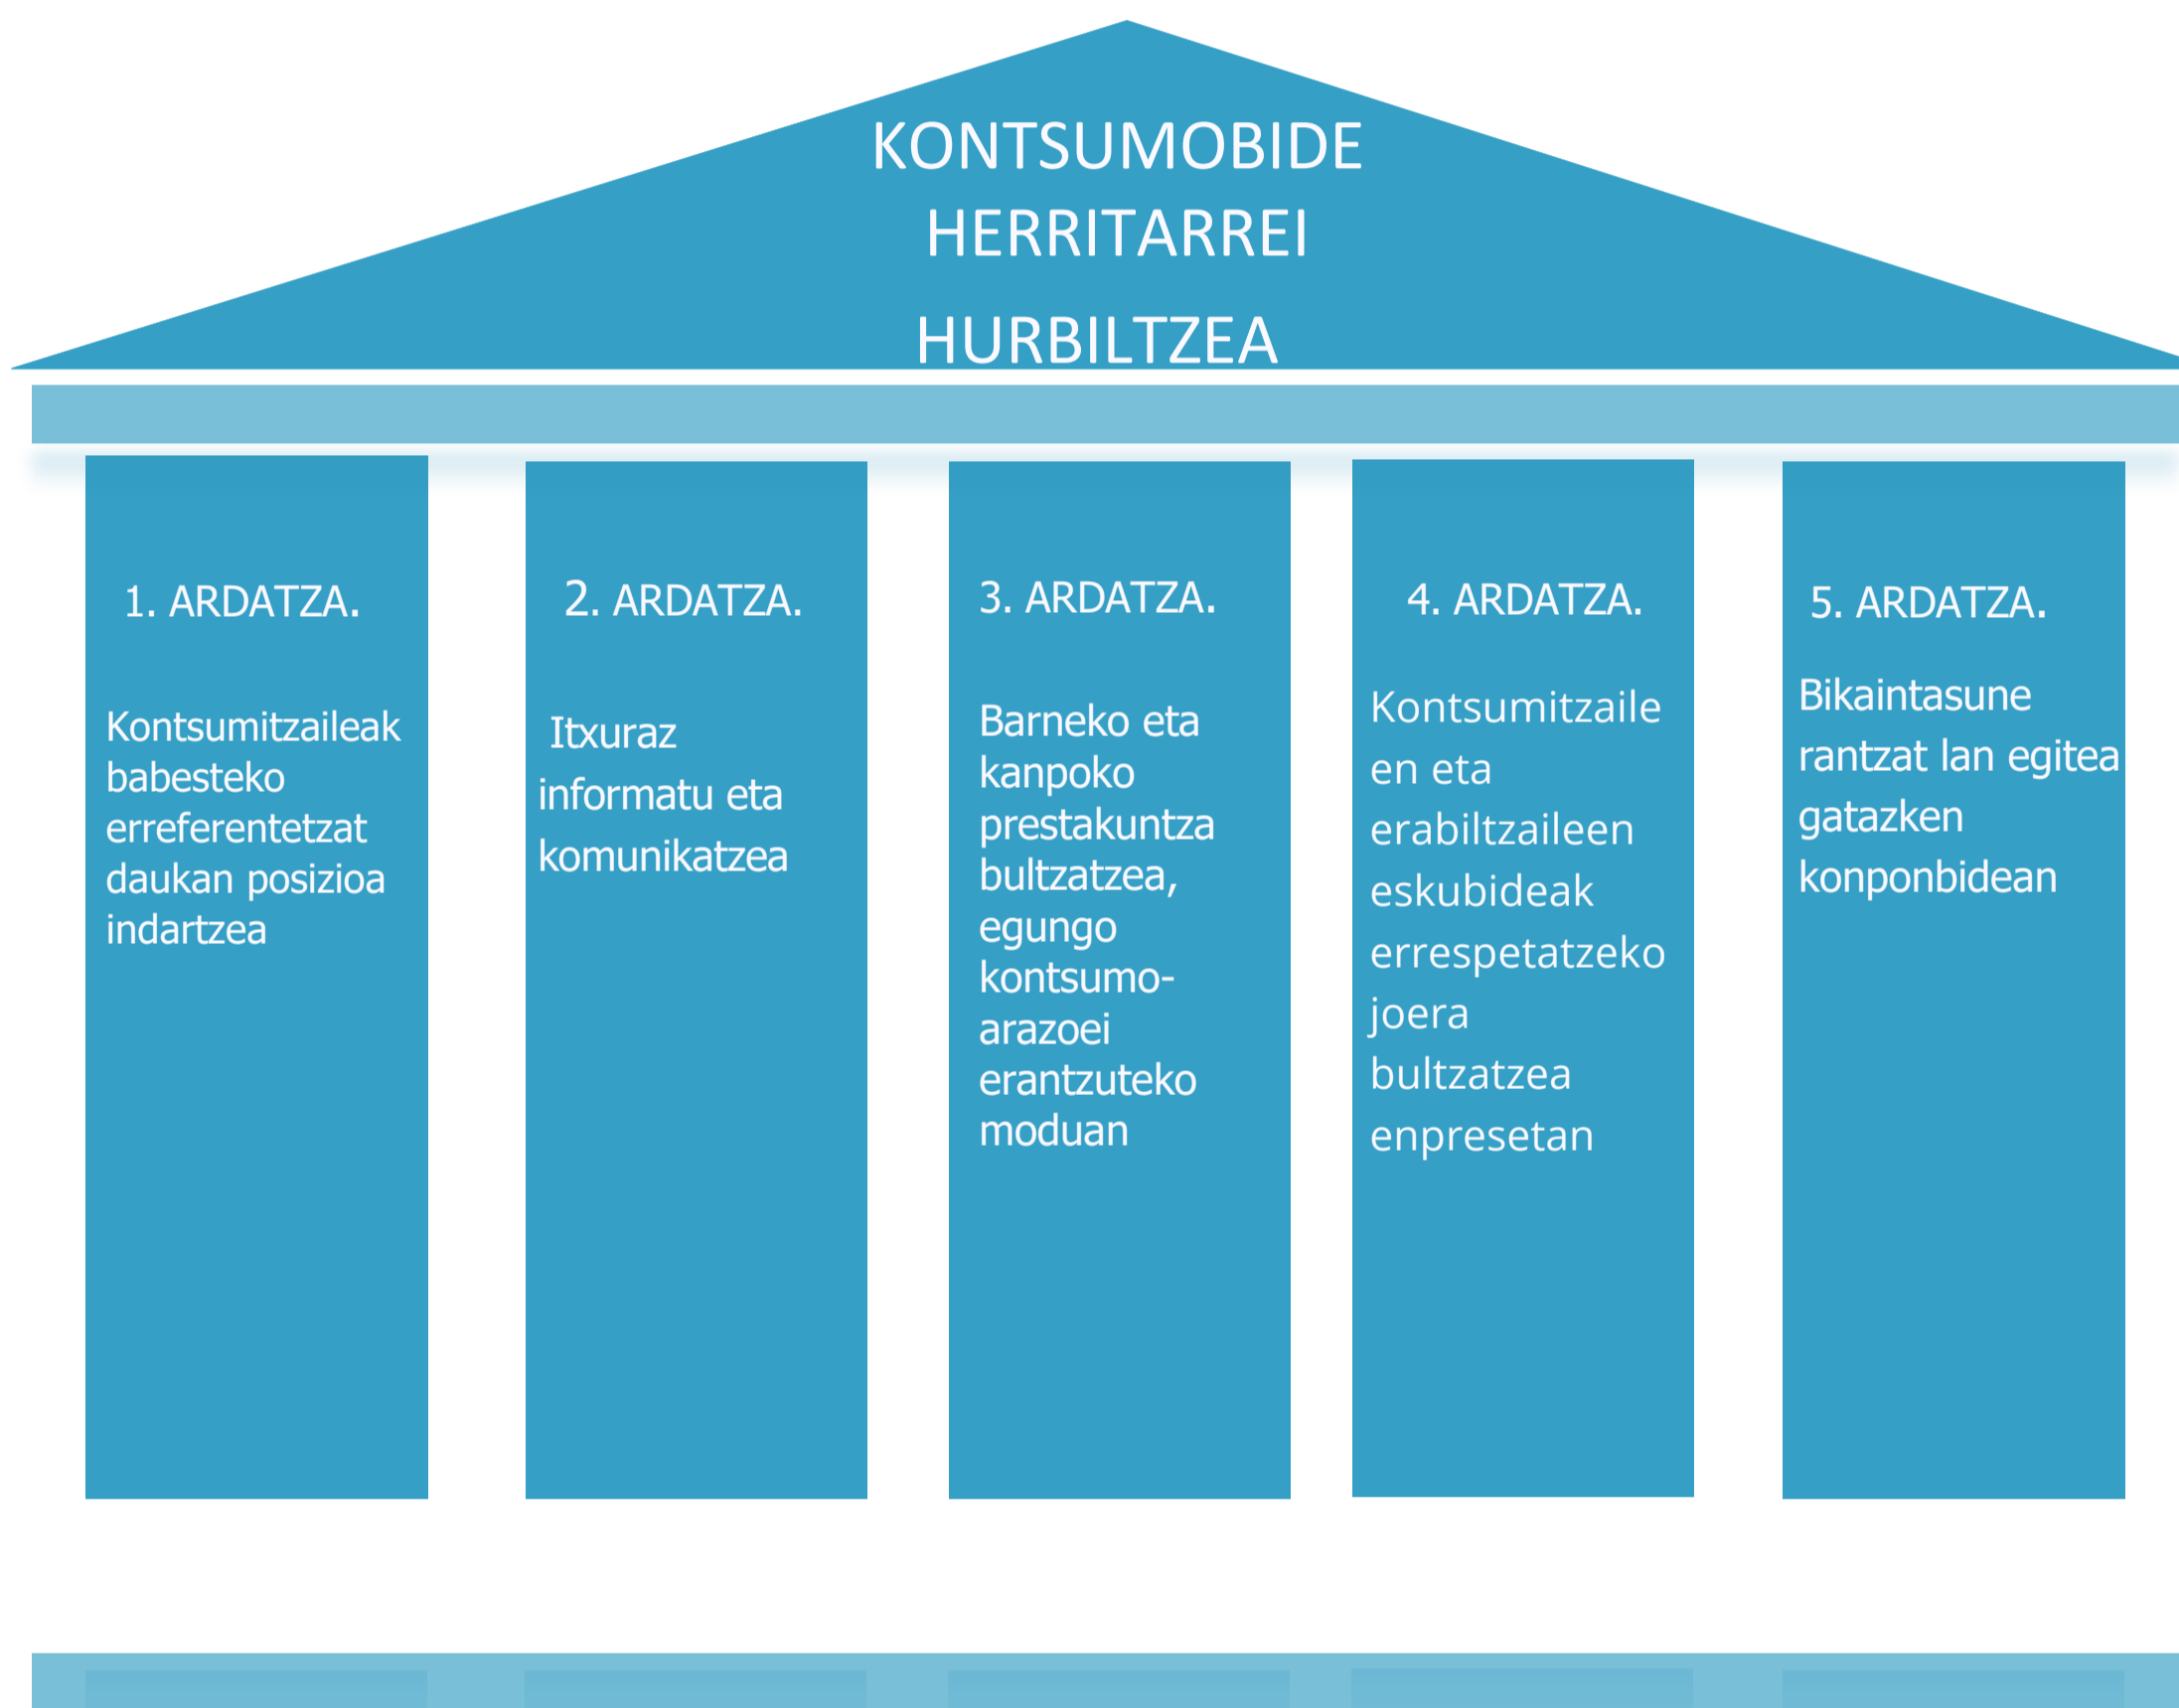 KONTSUMOBIDE
HERRITARREI
HURBILTZEA
1. ARDATZA.
Kontsumitzaileak
babesteko
erreferentetzat
daukan posizioa
indartzea
2. ARDATZA.
Itxuraz
informatu eta
komunikatzea
3. ARDATZA.
Barneko eta
kanpoko
prestakuntza
bultzatzea,
egungo
kontsumo-
arazoei
erantzuteko
moduan
4. ARDATZA.
Kontsumitzaile
en eta
erabiltzaileen
eskubideak
errespetatzeko
joera
bultzatzea
enpresetan
5. ARDATZA.
Bikaintasune
rantzat lan egitea
gatazken
konponbidean